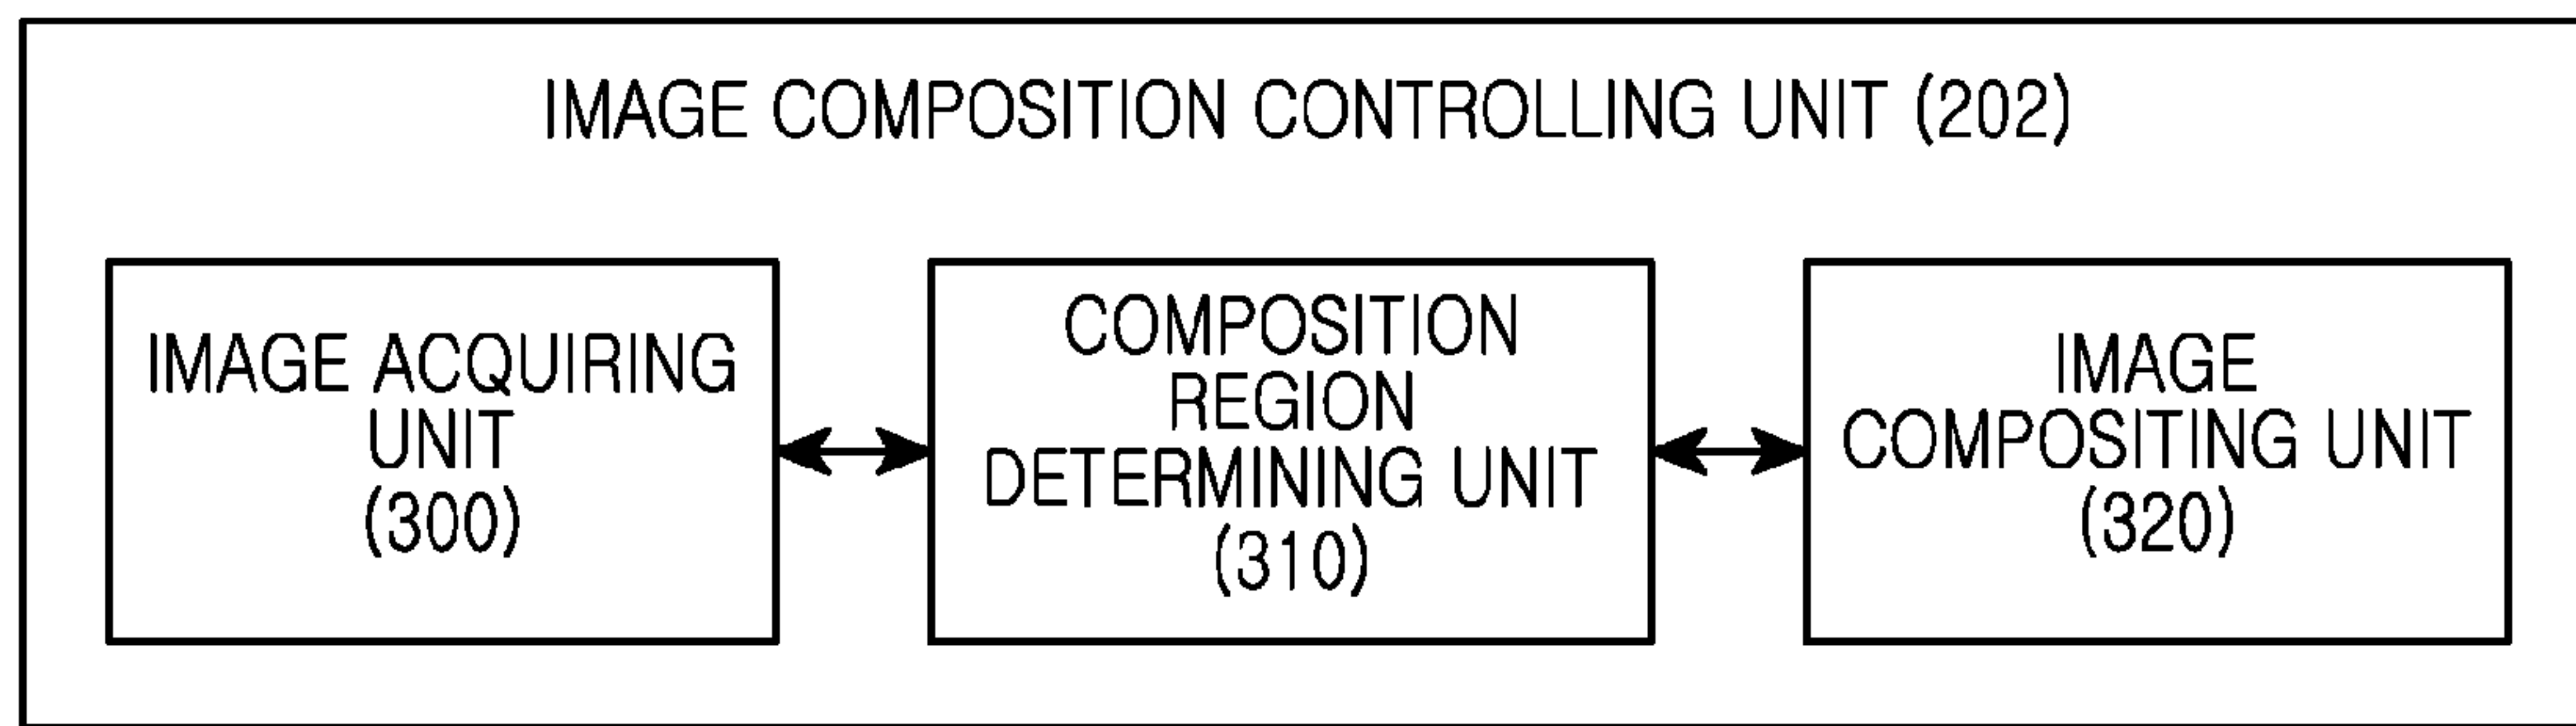 IMAGE COMPOSITION CONTROLLING UNIT (202)
IMAGE ACQUIRING
UNIT
(300)
COMPOSITION
REGION
DETERMINING UNIT
(310)
IMAGE
COMPOSITING UNIT
(320)